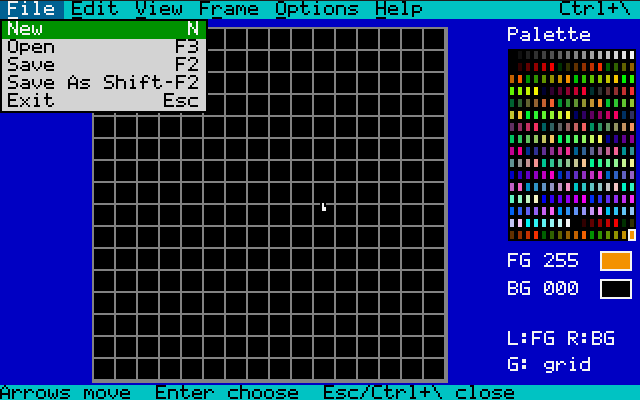 File Edit View Frame Options Help Ctrl+\
New N
Open F3
Save F2
Save As Shift-F2
Exit Esc
Palette
FG 255
BG 000
L:FG R:BG
G: grid
Arrows move Enter choose Esc/Ctrl+\ close